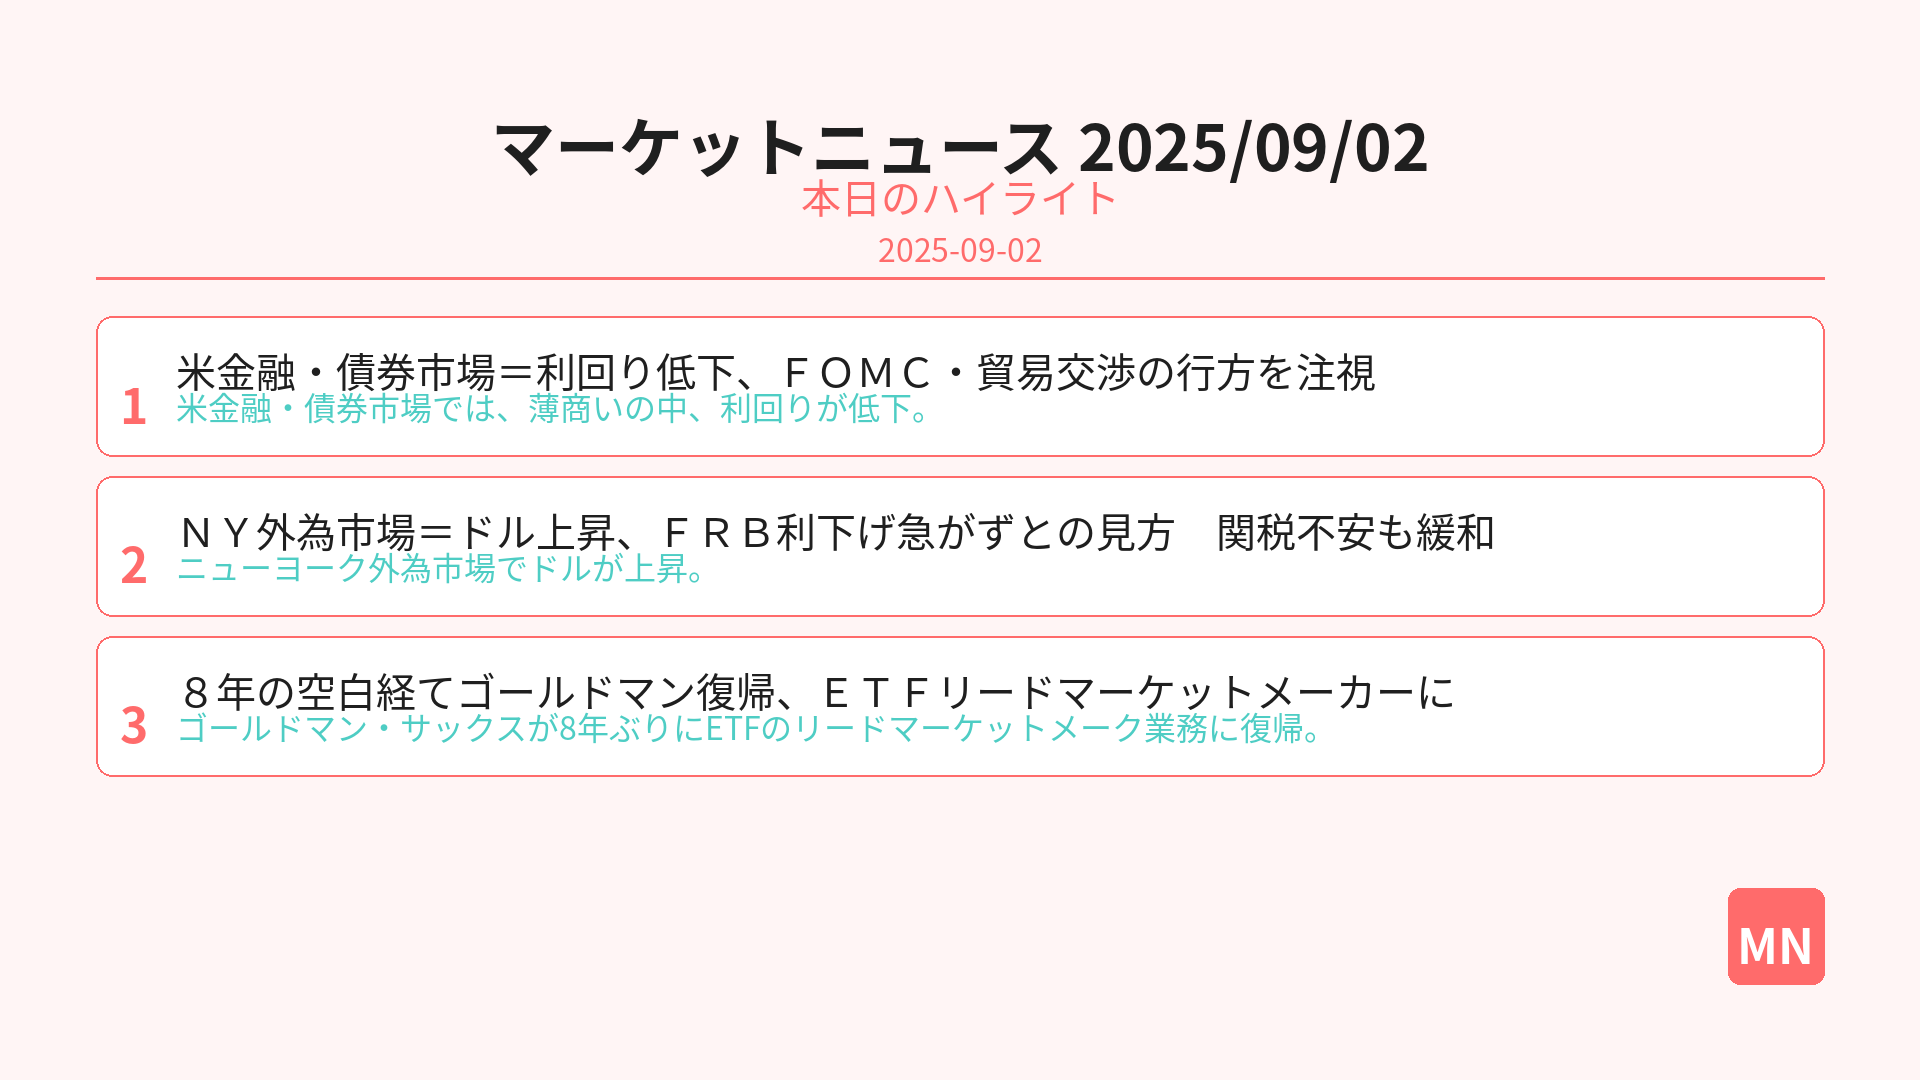 マーケットニュース 2025/09/02
本日のハイライト
2025-09-02
1
米金融・債券市場＝利回り低下、ＦＯＭＣ・貿易交渉の行方を注視
米金融・債券市場では、薄商いの中、利回りが低下。
2
ＮＹ外為市場＝ドル上昇、ＦＲＢ利下げ急がずとの見方　関税不安も緩和
ニューヨーク外為市場でドルが上昇。
3
８年の空白経てゴールドマン復帰、ＥＴＦリードマーケットメーカーに
ゴールドマン・サックスが8年ぶりにETFのリードマーケットメーク業務に復帰。
MN